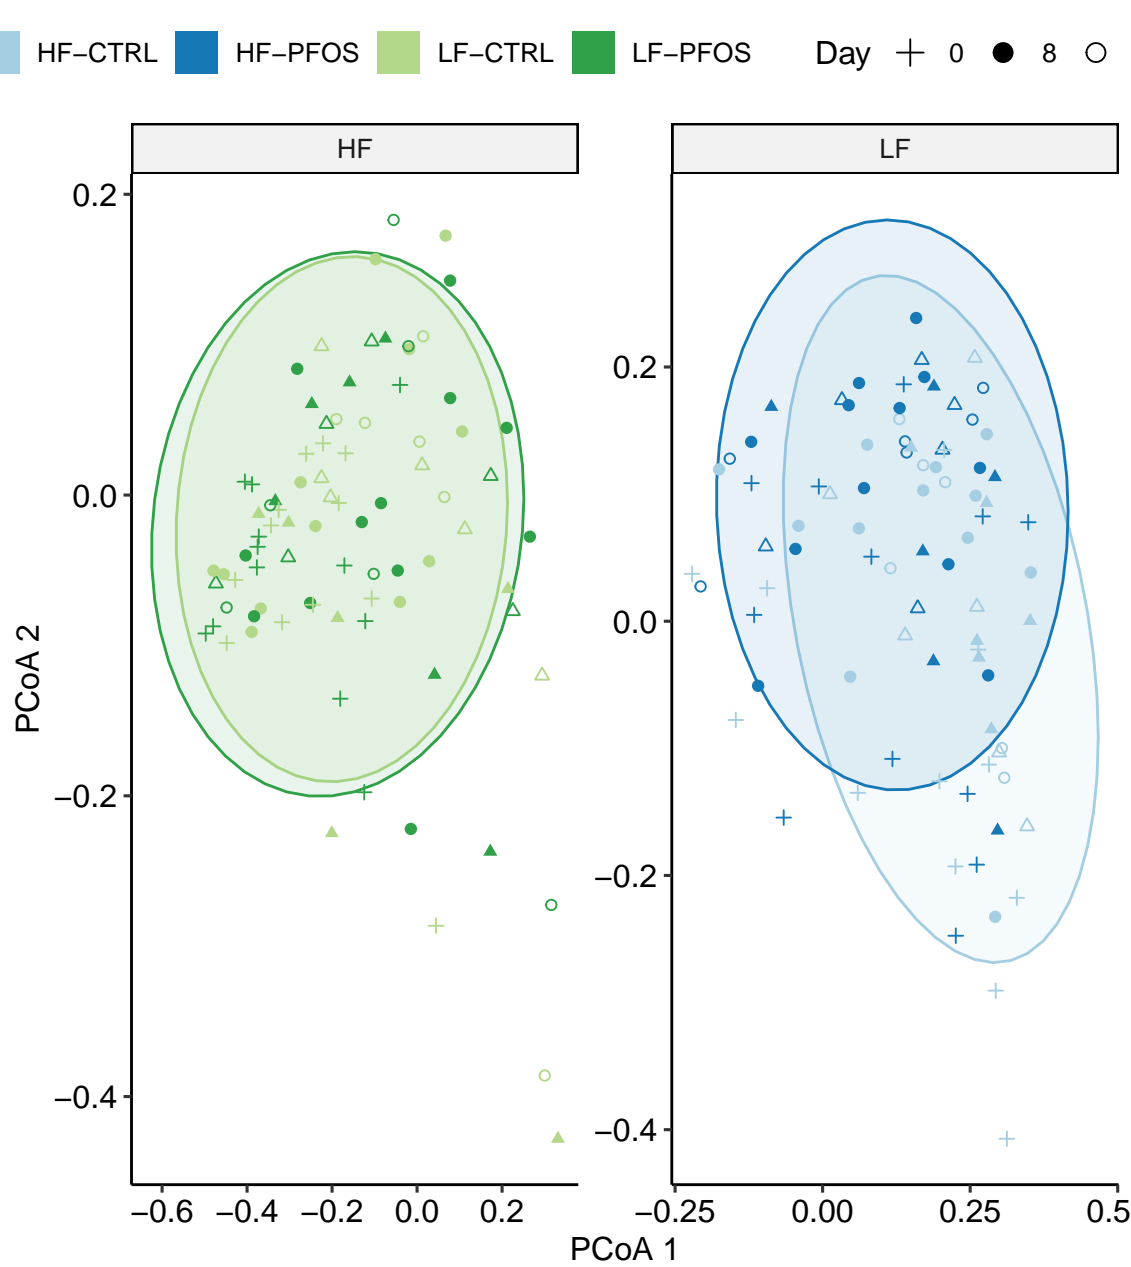 HF−CTRL HF−PFOS LF−CTRL LF−PFOS Day 0 8
HF LF
0.2
0.0
−0.2
−0.4
0.2
0.0
−0.2
−0.4
PCoA 2
−0.6 −0.4 −0.2 0.0 0.2 −0.25 0.00 0.25 0.5
PCoA 1